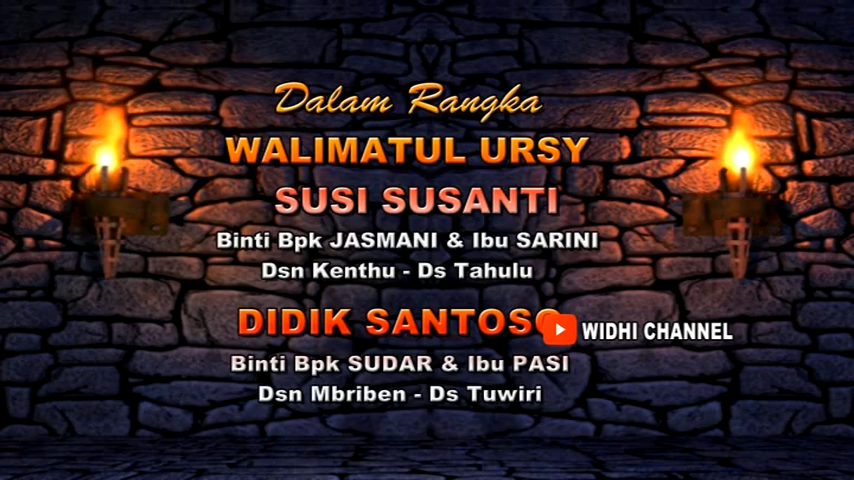 Dalam Rangka
WALIMATUL URSY
SUSI SUSANTI
Binti Bpk JASMANI & Ibu SARINI
Dsn Kenthu - Ds Tahulu
DIDIK SANTOSO
WIDHI CHANNEL
Binti Bpk SUDAR & Ibu PASI
Dsn Mbriben - Ds Tuwiri